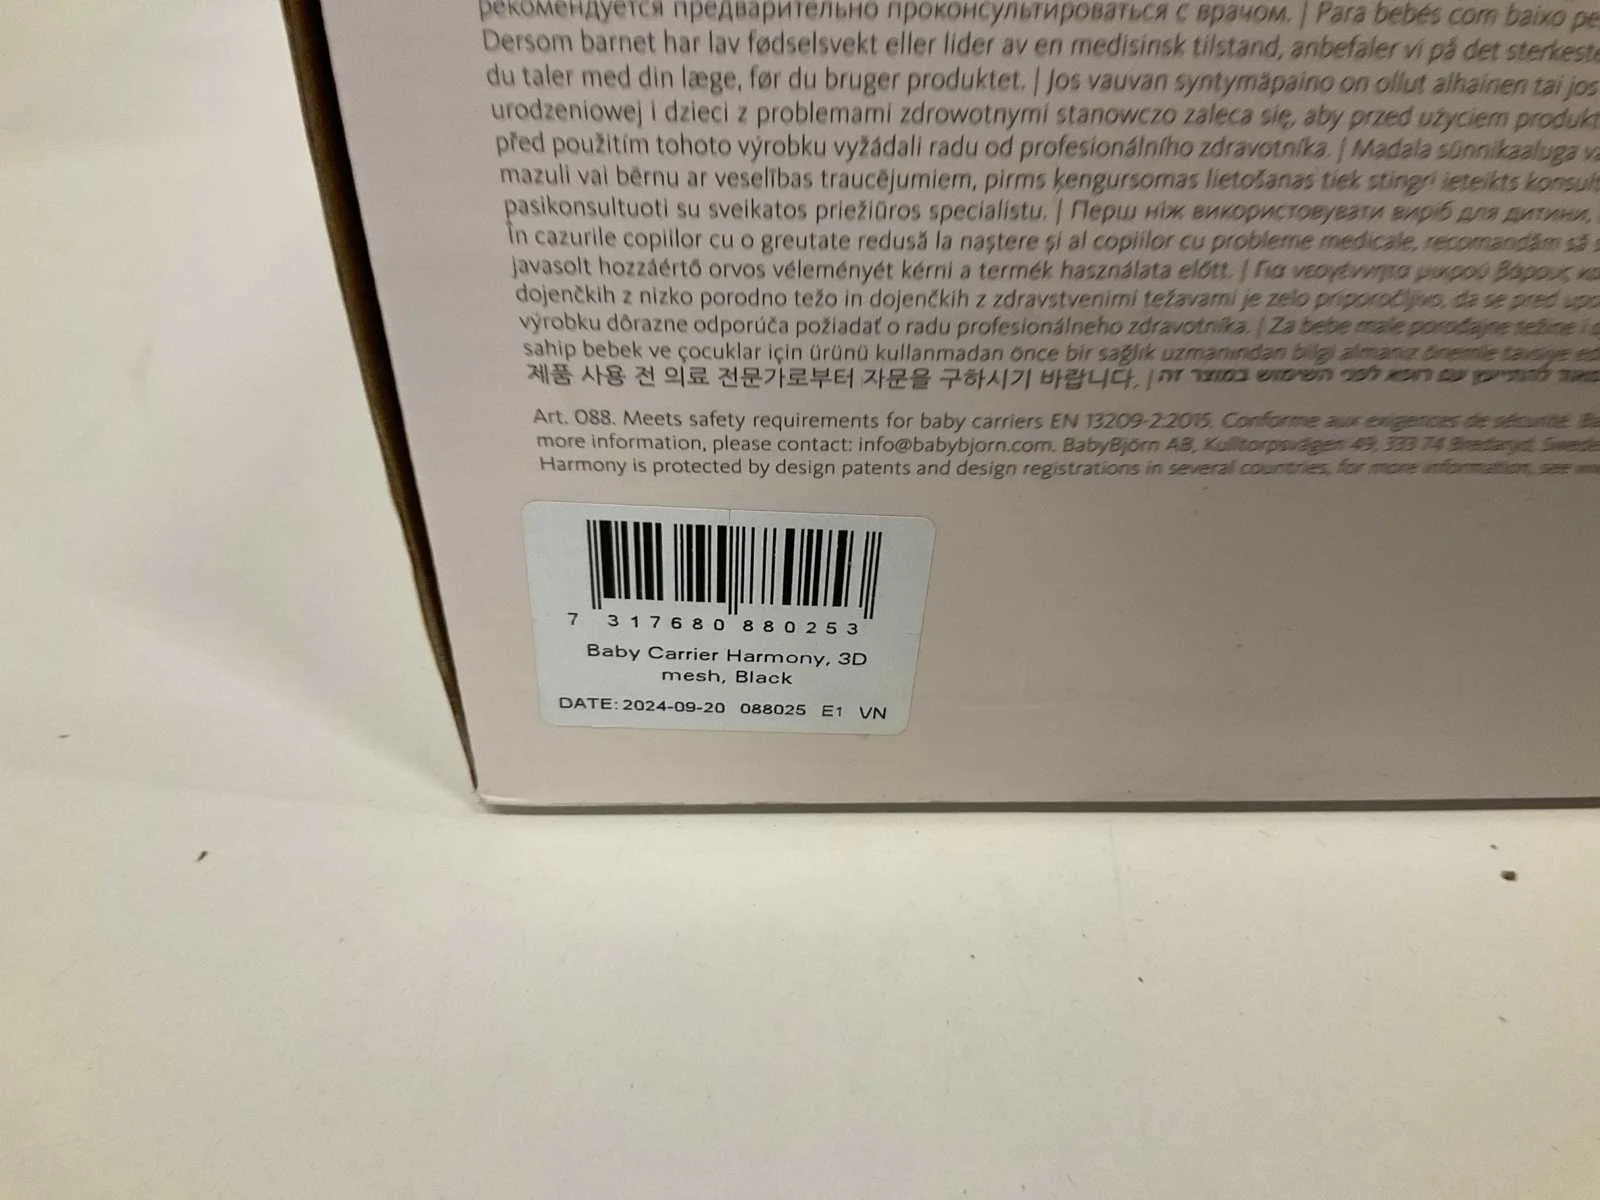 рекомендуется предварительно проконсультироваться с врачом. | Para bebés com baixo
Dersom barnet har lav fødselsvekt eller lider av en medisinsk tilstand, anbefaler vi på det sterkeste
du taler med din læge, før du bruger produktet. | Jos vauvan syntymäpaino on ollut alhainen tai jos
urodzeniowej i dzieci z problemami zdrowotnymi stanowczo zaleca się, aby przed użyciem
před použitím tohoto výrobku vyžádali radu od profesionálního zdravotníka. | Madala sünnikaaluga
mazuli vai bērnu ar veselības traucējumiem, pirms ķengursomas lietošanas tiek stingri ieteikts
pasikonsultuoti su sveikatos priežiūros specialistu. | Перш ніж використовувати виріб для дитини,
În cazurile copiilor cu o greutate redusă la naștere și al copiilor cu probleme medicale, recomandăm să
javasolt hozzáértő orvos véleményét kérni a termék használata előtt. | Για νεογέννητα μικρού βάρους
dojenčkih z nizko porodno težo in dojenčkih z zdravstvenimi težavami je zelo priporočljivo, da se pred
výrobku dôrazne odporúča požiadať o radu profesionálneho zdravotníka. | Za bebe male porođajne težine i
sahip bebek ve çocuklar için ürünü kullanmadan önce bir sağlık uzmanından bilgi almanız önemle tavsiye
제품 사용 전 의료 전문가로부터 자문을 구하시기 바랍니다. |
Art. 088. Meets safety requirements for baby carriers EN 13209-2:2015. Conforme aux exigences de sécurité.
more information, please contact: info@babybjorn.com. BabyBjörn AB, Kulltorpsvägen 49, 333 74 Bredaryd,
Harmony is protected by design patents and design registrations in several countries, for more information, see
7 317680 880253
Baby Carrier Harmony, 3D
mesh, Black
DATE: 2024-09-20 088025 E1 VN